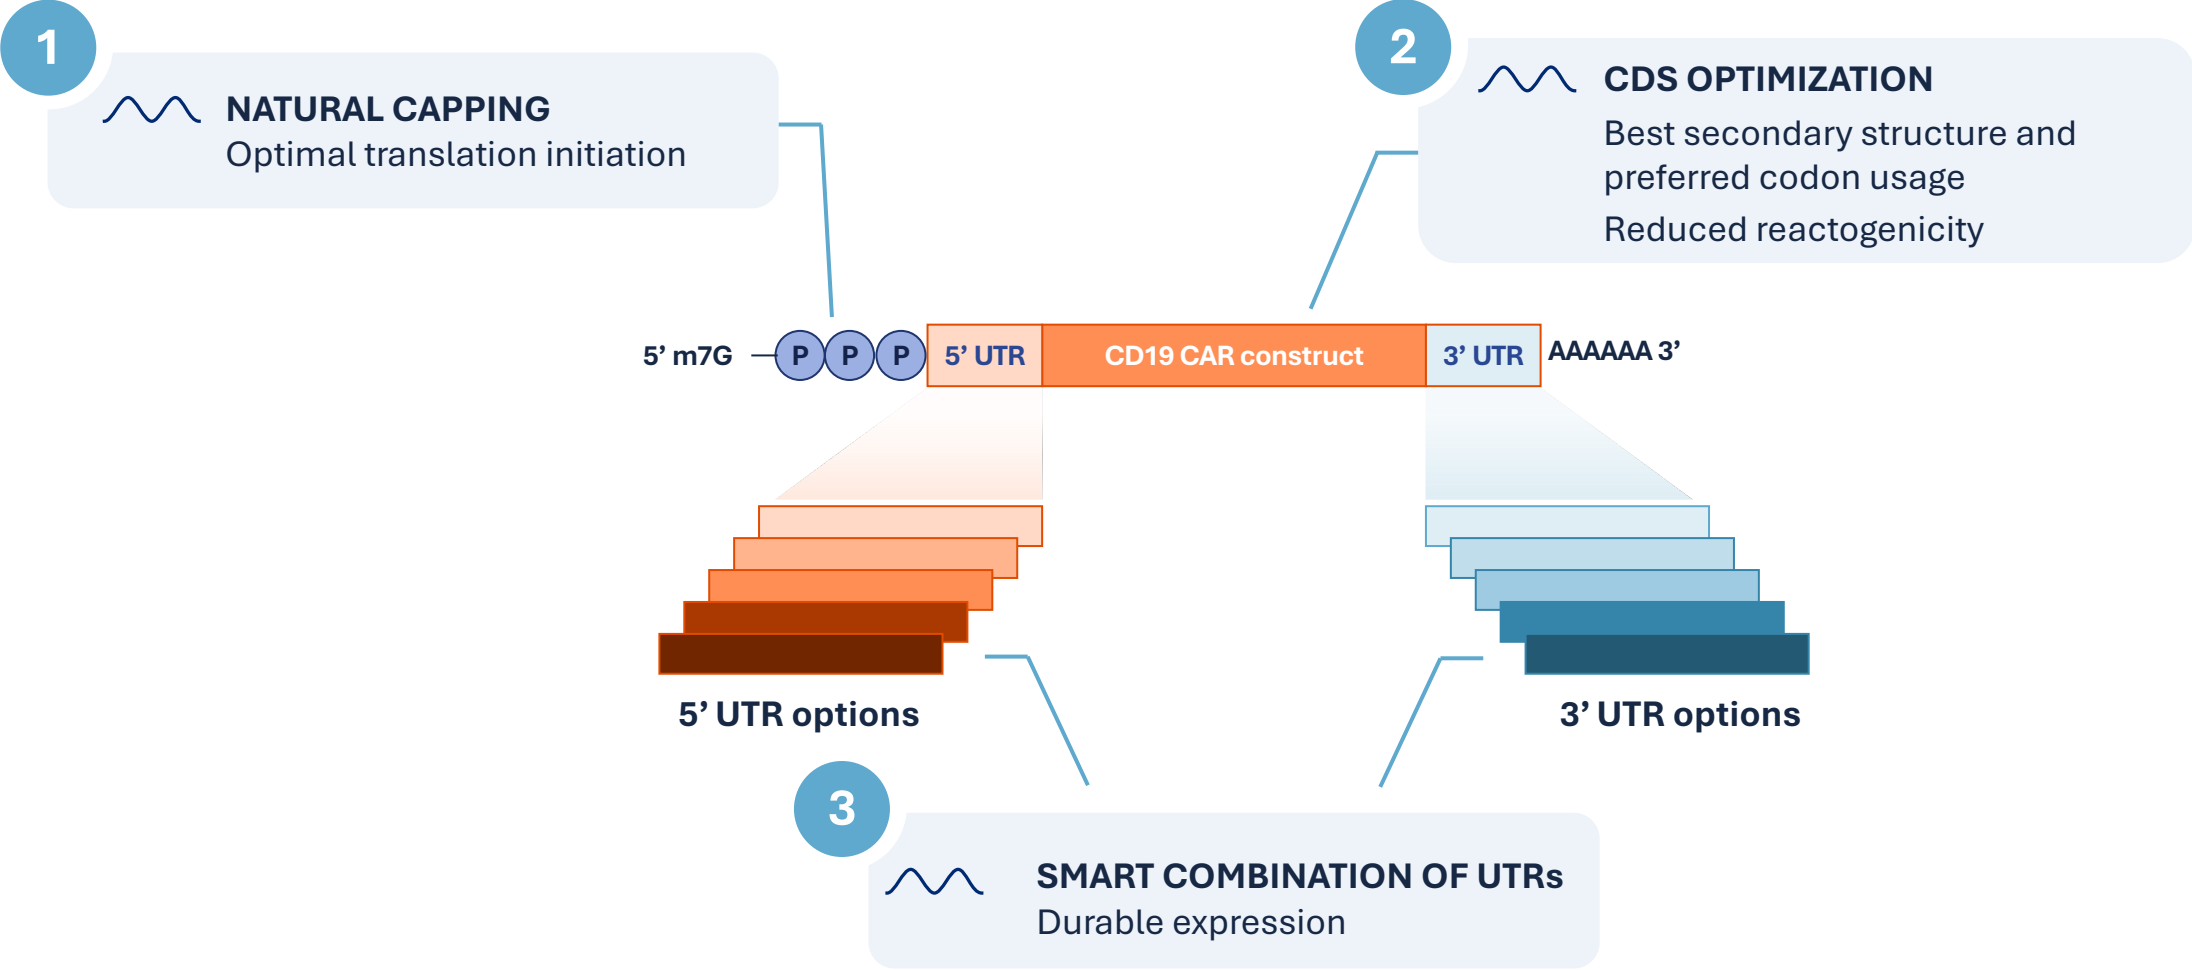 1
NATURAL CAPPING
Optimal translation initiation
2
CDS OPTIMIZATION
Best secondary structure and
preferred codon usage
Reduced reactogenicity
5’ m7G P P P 5’ UTR CD19 CAR construct 3’ UTR AAAAAA 3’
5’ UTR options
3’ UTR options
3
SMART COMBINATION OF UTRs
Durable expression